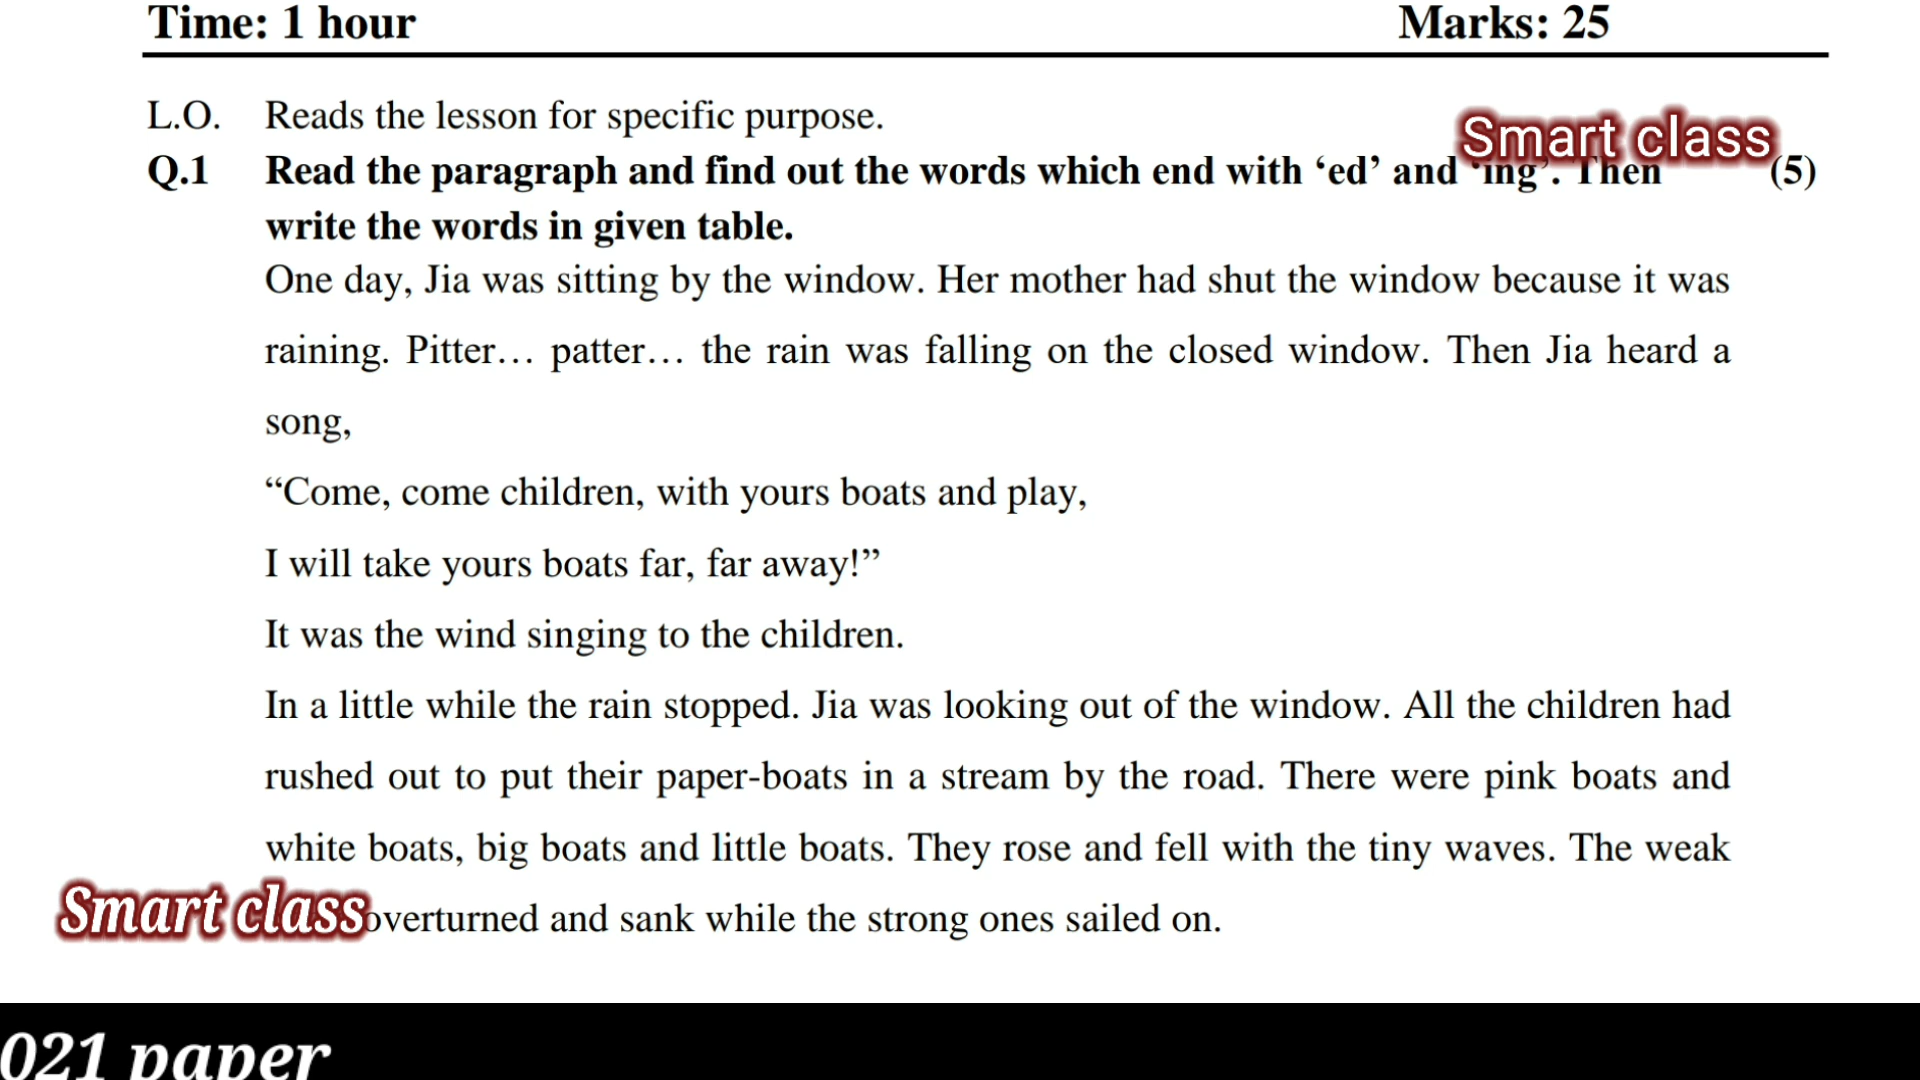 Time: 1 hour Marks: 25
L.O. Reads the lesson for specific purpose.
Smart class
Q.1 Read the paragraph and find out the words which end with ‘ed’ and ‘ing’. Then (5)
write the words in given table.
One day, Jia was sitting by the window. Her mother had shut the window because it was
raining. Pitter… patter… the rain was falling on the closed window. Then Jia heard a
song,
“Come, come children, with yours boats and play,
I will take yours boats far, far away!”
It was the wind singing to the children.
In a little while the rain stopped. Jia was looking out of the window. All the children had
rushed out to put their paper-boats in a stream by the road. There were pink boats and
white boats, big boats and little boats. They rose and fell with the tiny waves. The weak
Smart class overturned and sank while the strong ones sailed on.
021 paper